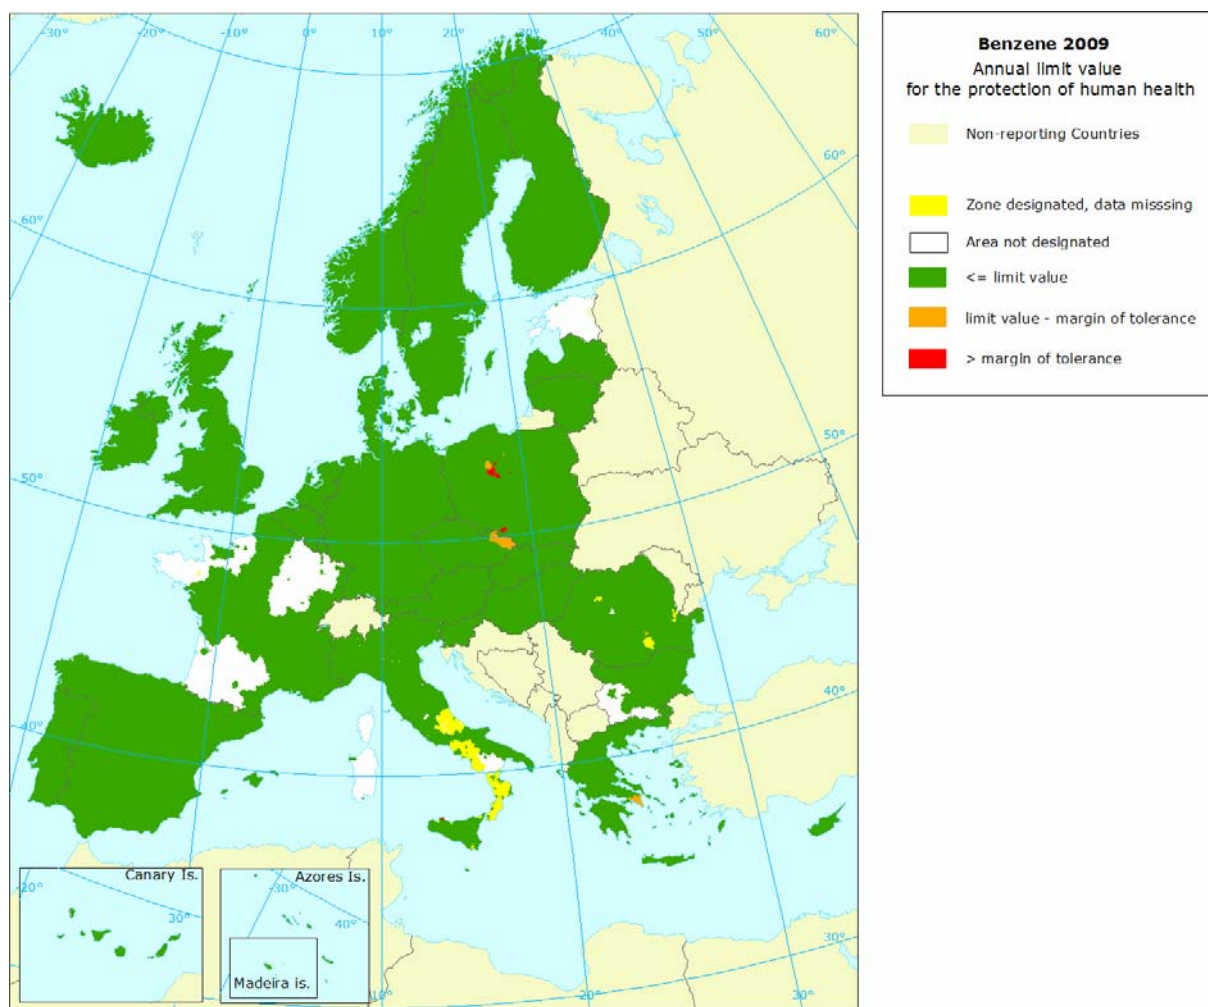 -30°
-20°
-10°
0°
10°
20°
30°
40°
50°
60°
60°
60°
50°
50°
40°
40°
30°
Canary Is.
-20°
30°
Azores Is.
-30°
40°
Madeira is.
10°
20°
30°
Benzene 2009
Annual limit value
for the protection of human health
Non-reporting Countries
Zone designated, data misssing
Area not designated
<= limit value
limit value - margin of tolerance
> margin of tolerance